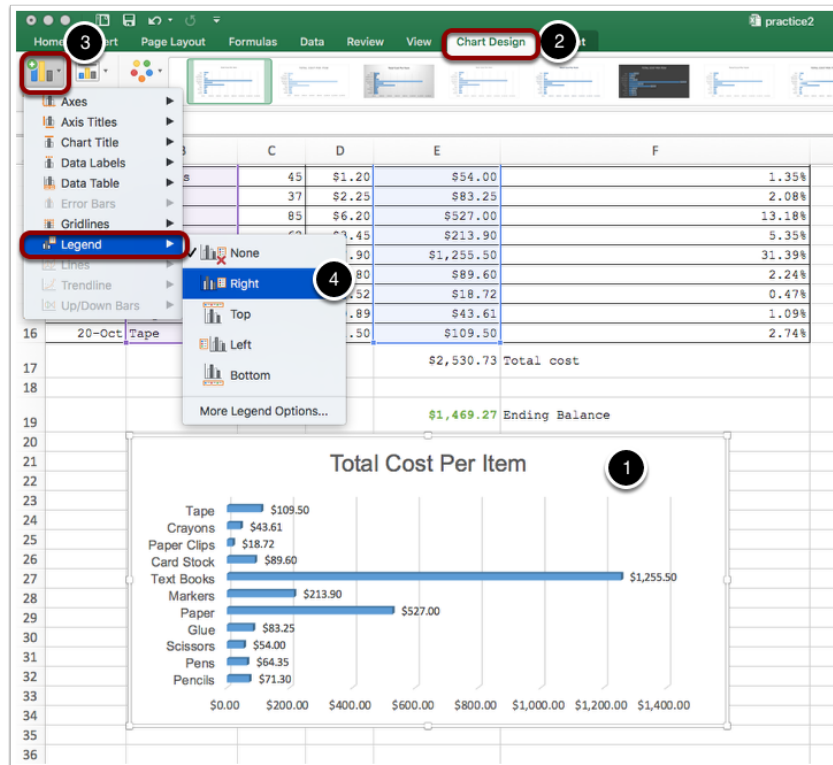 practice2
Home 3 ert Page Layout Formulas Data Review View Chart Design 2 t
Axes
Axis Titles
Chart Title
Data Labels
Data Table
Error Bars
Gridlines
Legend
Lines
Trendline
Up/Down Bars
None
Right 4
Top
Left
Bottom
More Legend Options...
C D E F
s 45 $1.20 $54.00 1.35%
37 $2.25 $83.25 2.08%
85 $6.20 $527.00 13.18%
.45 $213.90 5.35%
.90 $1,255.50 31.39%
.80 $89.60 2.24%
.52 $18.72 0.47%
.89 $43.61 1.09%
16 20-Oct Tape .50 $109.50 2.74%
17 $2,530.73 Total cost
18
19 $1,469.27 Ending Balance
20
21
22
23
24
25
26
27
28
29
30
31
32
33
34
35
36
Total Cost Per Item 1
Tape $109.50
Crayons $43.61
Paper Clips $18.72
Card Stock $89.60
Text Books $1,255.50
Markers $213.90
Paper $527.00
Glue $83.25
Scissors $54.00
Pens $64.35
Pencils $71.30
$0.00 $200.00 $400.00 $600.00 $800.00 $1,000.00 $1,200.00 $1,400.00